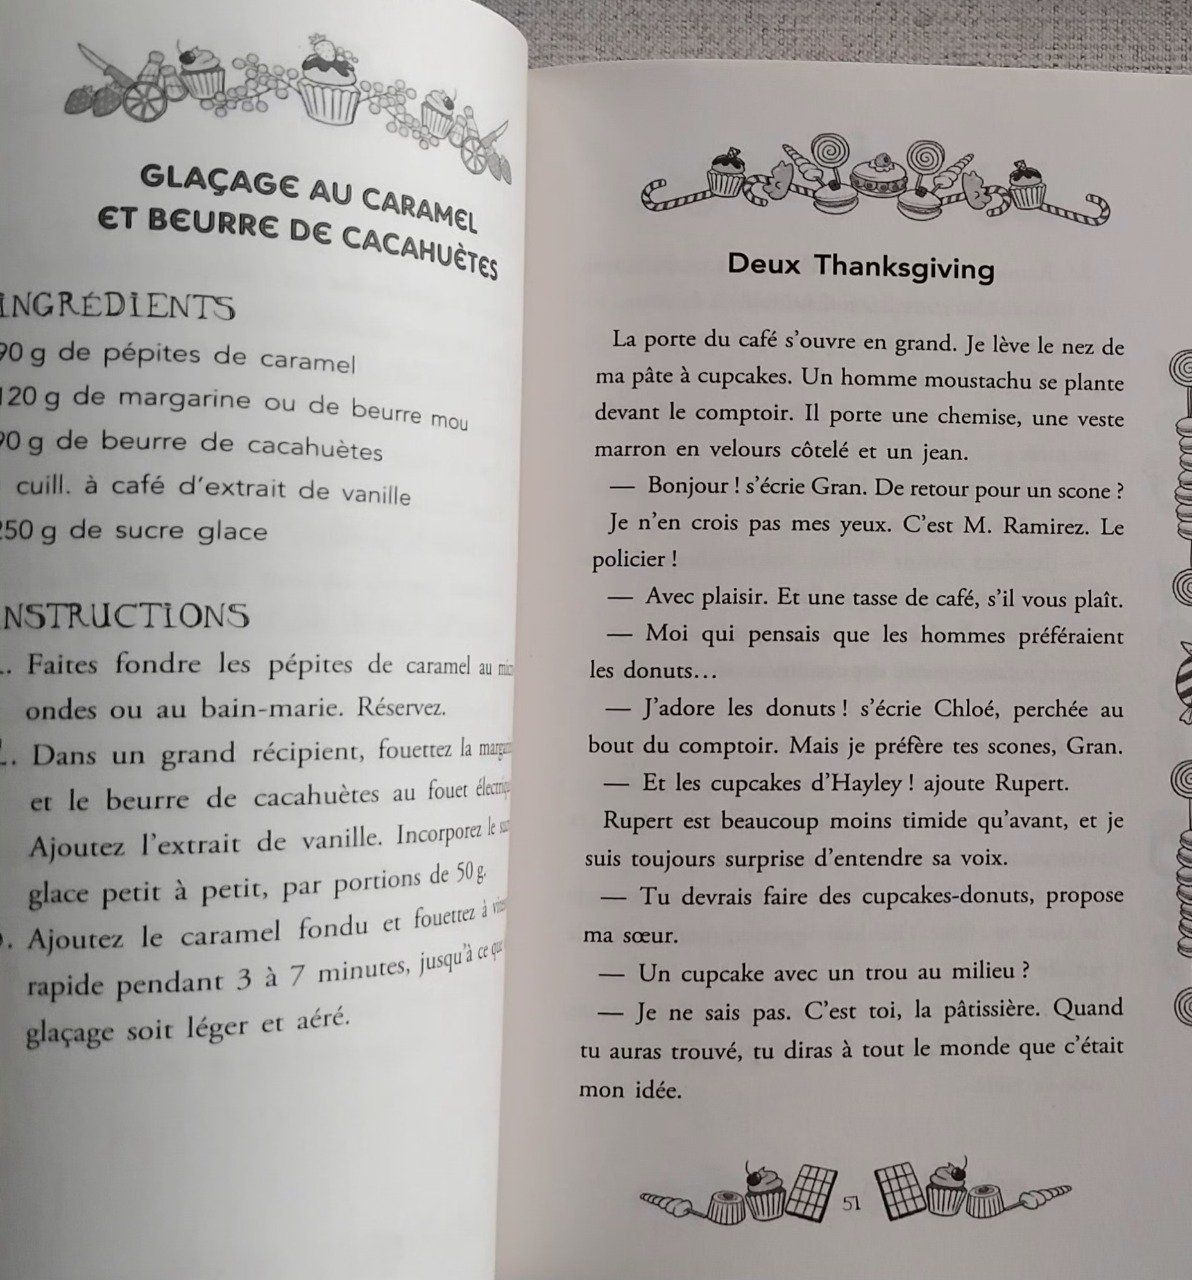 GLAÇAGE AU CARAMEL
ET BEURRE DE CACAHUÈTES
INGRÉDIENTS
90 g de pépites de caramel
120 g de margarine ou de beurre mou
90 g de beurre de cacahuètes
cuill. à café d'extrait de vanille
250 g de sucre glace
INSTRUCTIONS
Faites fondre les pépites de caramel au
ondes ou au bain-marie. Réservez.
Dans un grand récipient, fouettez la
et le beurre de cacahuètes au fouet
Ajoutez l'extrait de vanille. Incorporez le
glace petit à petit, par portions de 50 g.
Ajoutez le caramel fondu et fouettez à
rapide pendant 3 à 7 minutes, jusqu'à ce que
glaçage soit léger et aéré.
Deux Thanksgiving
La porte du café s'ouvre en grand. Je lève le nez de
ma pâte à cupcakes. Un homme moustachu se plante
devant le comptoir. Il porte une chemise, une veste
marron en velours côtelé et un jean.
— Bonjour ! s'écrie Gran. De retour pour un scone ?
Je n'en crois pas mes yeux. C'est M. Ramirez. Le
policier !
— Avec plaisir. Et une tasse de café, s'il vous plaît.
— Moi qui pensais que les hommes préféraient
les donuts…
— J'adore les donuts ! s'écrie Chloé, perchée au
bout du comptoir. Mais je préfère tes scones, Gran.
— Et les cupcakes d'Hayley ! ajoute Rupert.
Rupert est beaucoup moins timide qu'avant, et je
suis toujours surprise d'entendre sa voix.
— Tu devrais faire des cupcakes-donuts, propose
ma sœur.
— Un cupcake avec un trou au milieu ?
— Je ne sais pas. C'est toi, la pâtissière. Quand
tu auras trouvé, tu diras à tout le monde que c'était
mon idée.
51